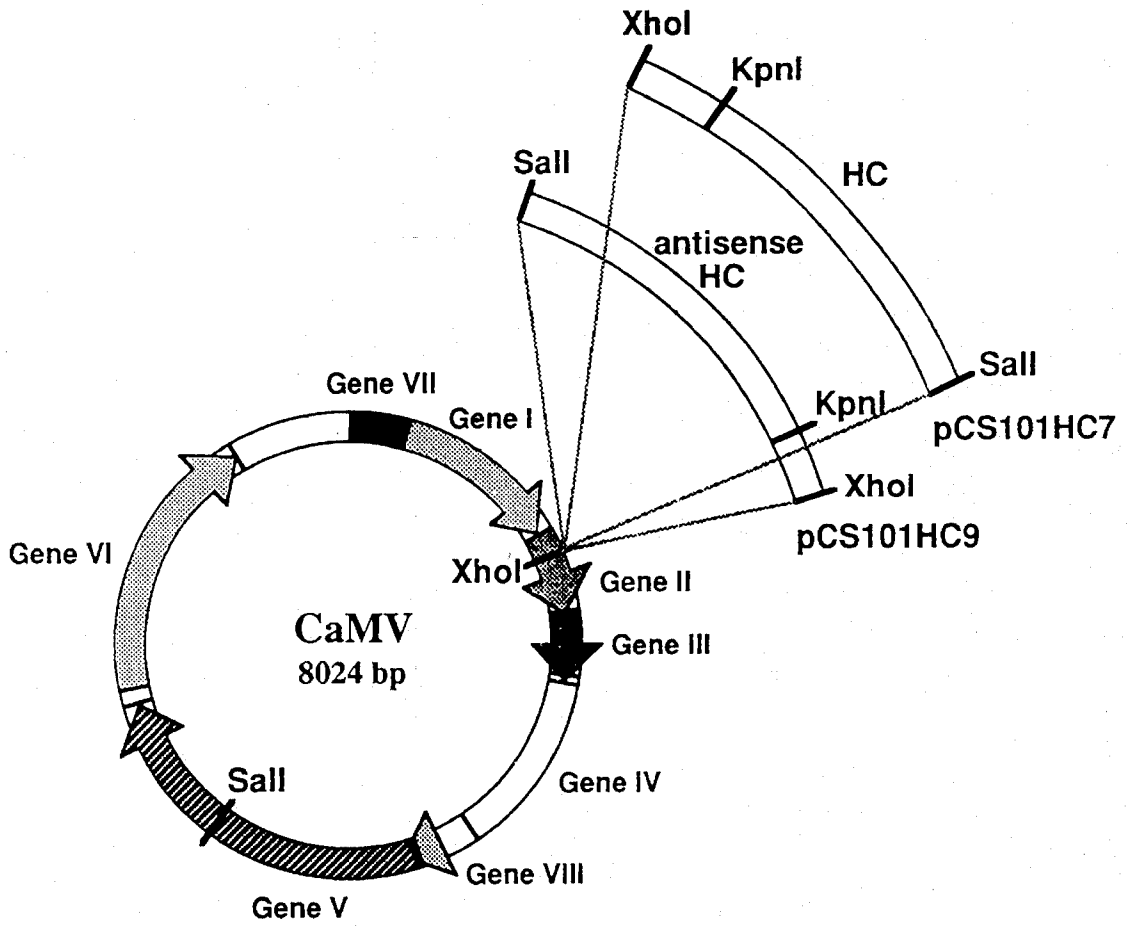 XhoI
KpnI
HC
SalI
pCS101HC7
SalI
antisense
HC
KpnI
XhoI
pCS101HC9
Gene VII
Gene I
XhoI
Gene II
Gene III
Gene IV
Gene VIII
Gene V
SalI
Gene VI
CaMV
8024 bp